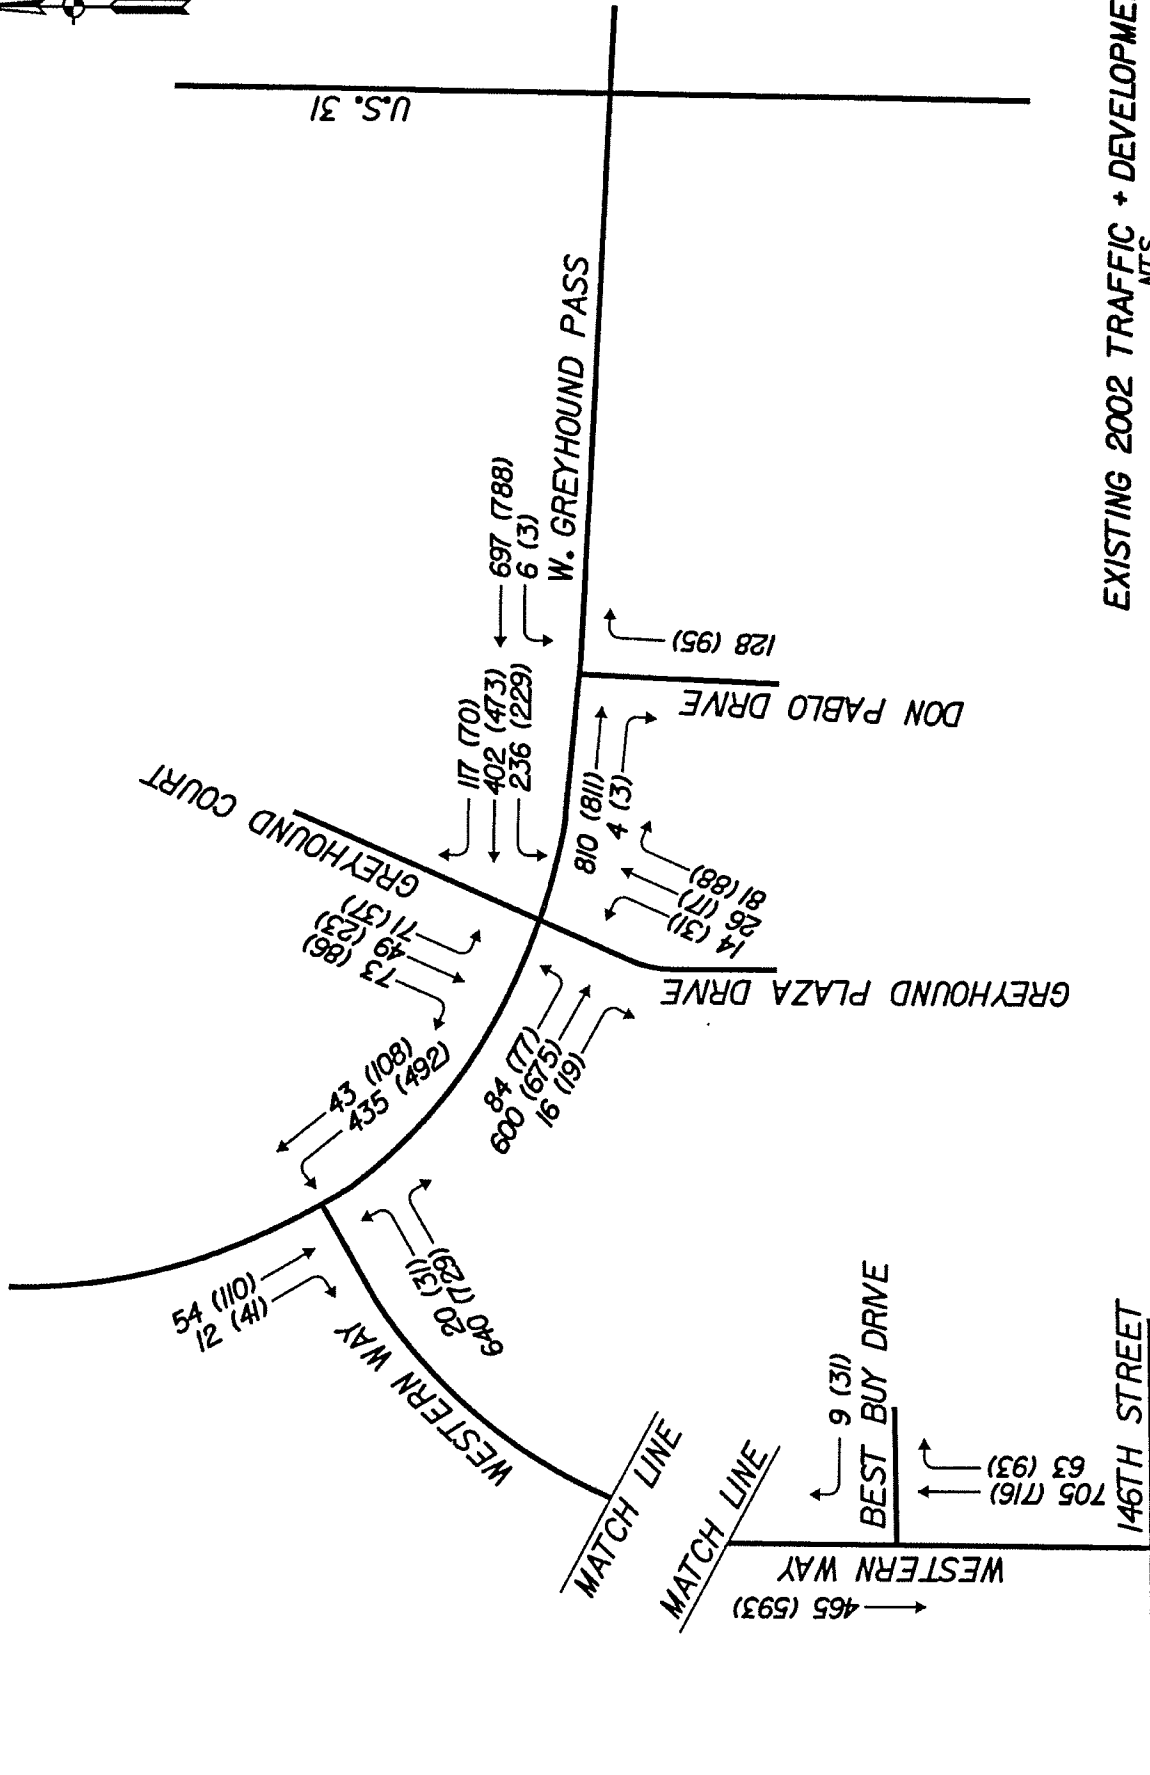 U.S. 31
W. GREYHOUND PASS
697 (788)
6 (3)
128 (95)
DON PABLO DRIVE
117 (70)
402 (473)
236 (229)
810 (811)
4 (3)
GREYHOUND COURT
71 (37)
49 (23)
73 (86)
14 (31)
26 (17)
81 (88)
GREYHOUND PLAZA DRIVE
84 (77)
600 (675)
16 (19)
43 (108)
435 (492)
54 (110)
12 (41)
20 (31)
640 (729)
WESTERN WAY
MATCH LINE
MATCH LINE
9 (31)
BEST BUY DRIVE
63 (93)
705 (716)
WESTERN WAY
465 (593)
146TH STREET
EXISTING 2002 TRAFFIC + DEVELOPME
NTS